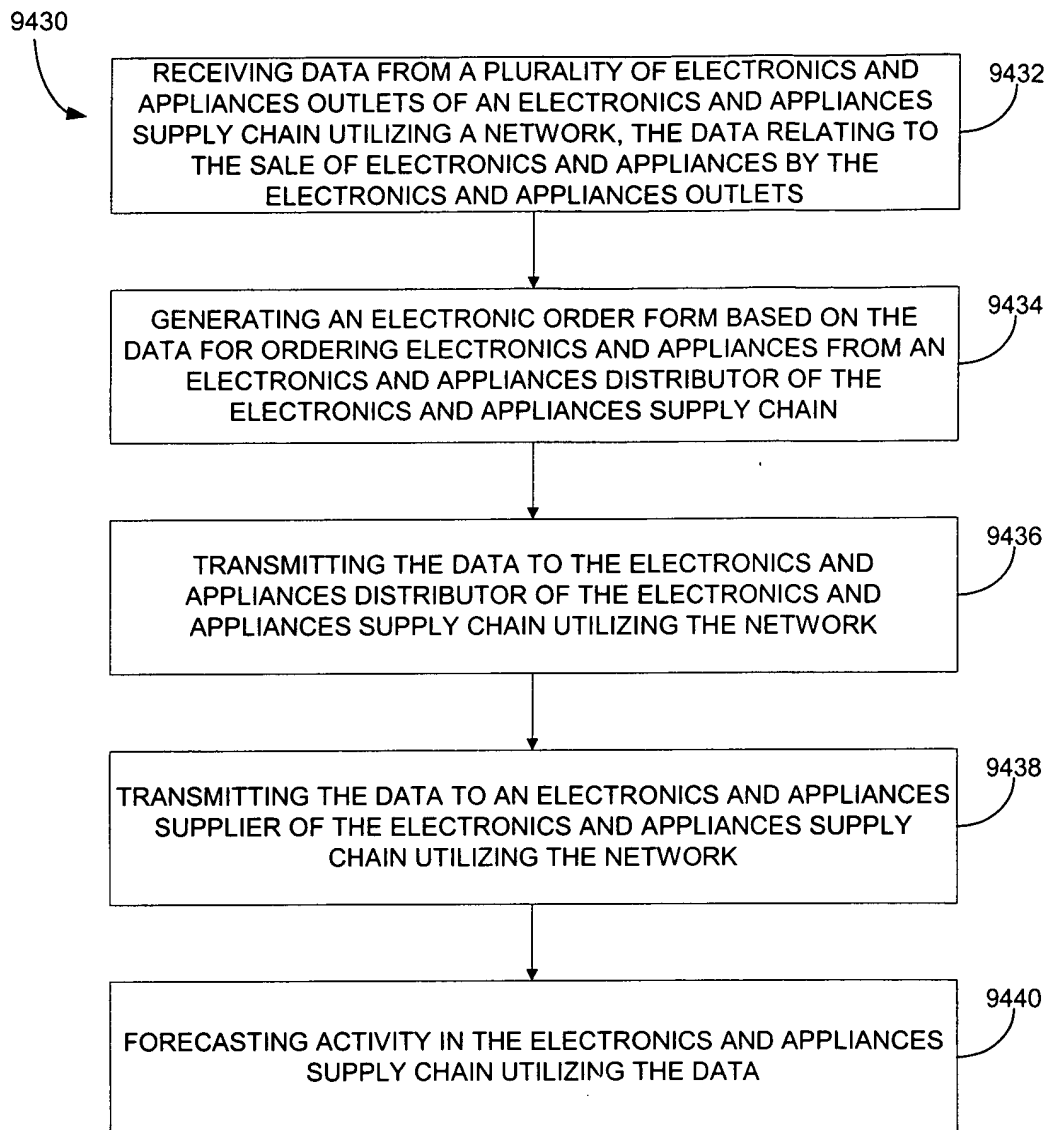 9430
RECEIVING DATA FROM A PLURALITY OF ELECTRONICS AND
APPLIANCES OUTLETS OF AN ELECTRONICS AND APPLIANCES
SUPPLY CHAIN UTILIZING A NETWORK, THE DATA RELATING TO
THE SALE OF ELECTRONICS AND APPLIANCES BY THE
ELECTRONICS AND APPLIANCES OUTLETS
9432
GENERATING AN ELECTRONIC ORDER FORM BASED ON THE
DATA FOR ORDERING ELECTRONICS AND APPLIANCES FROM AN
ELECTRONICS AND APPLIANCES DISTRIBUTOR OF THE
ELECTRONICS AND APPLIANCES SUPPLY CHAIN
9434
TRANSMITTING THE DATA TO THE ELECTRONICS AND
APPLIANCES DISTRIBUTOR OF THE ELECTRONICS AND
APPLIANCES SUPPLY CHAIN UTILIZING THE NETWORK
9436
TRANSMITTING THE DATA TO AN ELECTRONICS AND APPLIANCES
SUPPLIER OF THE ELECTRONICS AND APPLIANCES SUPPLY
CHAIN UTILIZING THE NETWORK
9438
FORECASTING ACTIVITY IN THE ELECTRONICS AND APPLIANCES
SUPPLY CHAIN UTILIZING THE DATA
9440